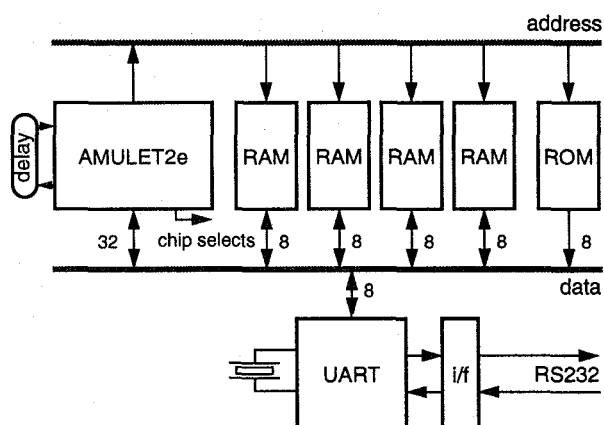 address
delay
AMULET2e
RAM
RAM
RAM
RAM
ROM
32
chip selects
8
8
8
8
8
data
8
UART
i/f
RS232